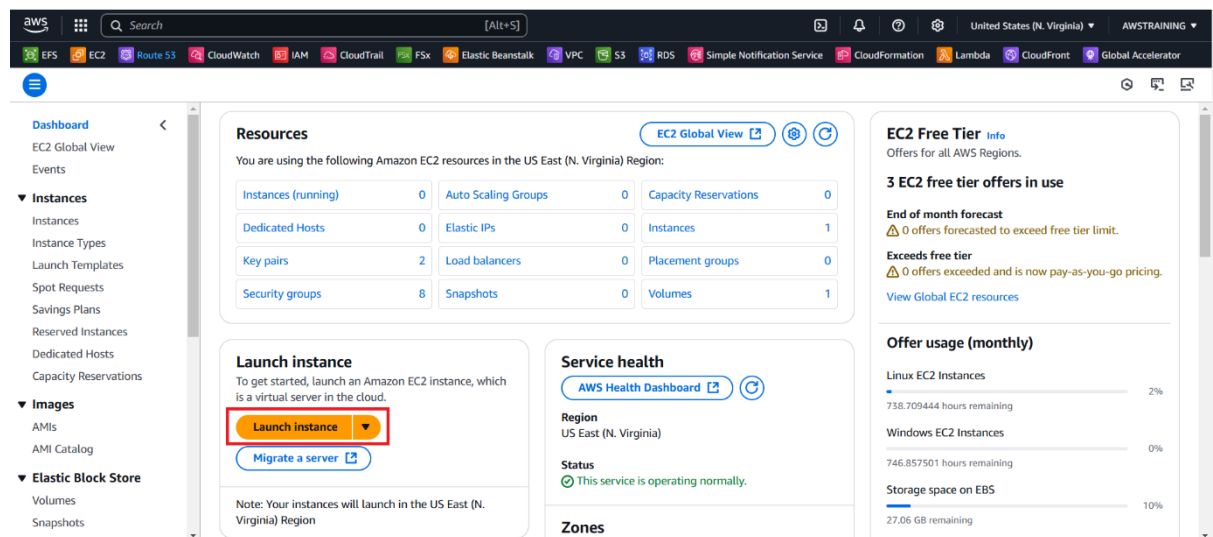 aws
Search
[Alt+S]
United States (N. Virginia) ▼
AWSTRAINING ▼
EFS
EC2
Route 53
CloudWatch
IAM
CloudTrail
FSx
FSx
Elastic Beanstalk
VPC
S3
RDS
Simple Notification Service
CloudFormation
Lambda
CloudFront
Global Accelerator
Dashboard
EC2 Global View
Events
▼ Instances
Instances
Instance Types
Launch Templates
Spot Requests
Savings Plans
Reserved Instances
Dedicated Hosts
Capacity Reservations
▼ Images
AMIs
AMI Catalog
▼ Elastic Block Store
Volumes
Snapshots
Resources
EC2 Global View
You are using the following Amazon EC2 resources in the US East (N. Virginia) Region:
Instances (running) 0
Auto Scaling Groups 0
Capacity Reservations 0
Dedicated Hosts 0
Elastic IPs 0
Instances 1
Key pairs 2
Load balancers 0
Placement groups 0
Security groups 8
Snapshots 0
Volumes 1
Launch instance
To get started, launch an Amazon EC2 instance, which
is a virtual server in the cloud.
Launch instance ▼
Migrate a server
Note: Your instances will launch in the US East (N.
Virginia) Region
Service health
AWS Health Dashboard
Region
US East (N. Virginia)
Status
This service is operating normally.
Zones
EC2 Free Tier Info
Offers for all AWS Regions.
3 EC2 free tier offers in use
End of month forecast
0 offers forecasted to exceed free tier limit.
Exceeds free tier
0 offers exceeded and is now pay-as-you-go pricing.
View Global EC2 resources
Offer usage (monthly)
Linux EC2 Instances
2%
738.709444 hours remaining
Windows EC2 Instances
0%
746.857501 hours remaining
Storage space on EBS
10%
27.06 GB remaining